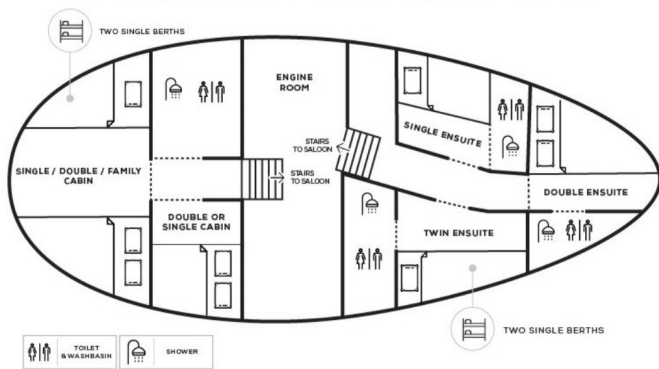 TWO SINGLE BERTHS
ENGINE
ROOM
STAIRS
TO SALOON
SINGLE ENSUITE
SINGLE / DOUBLE / FAMILY
CABIN
STAIRS
TO SALOON
DOUBLE ENSUITE
DOUBLE OR
SINGLE CABIN
TWIN ENSUITE
TWO SINGLE BERTHS
TOILET
& WASHBASIN
SHOWER